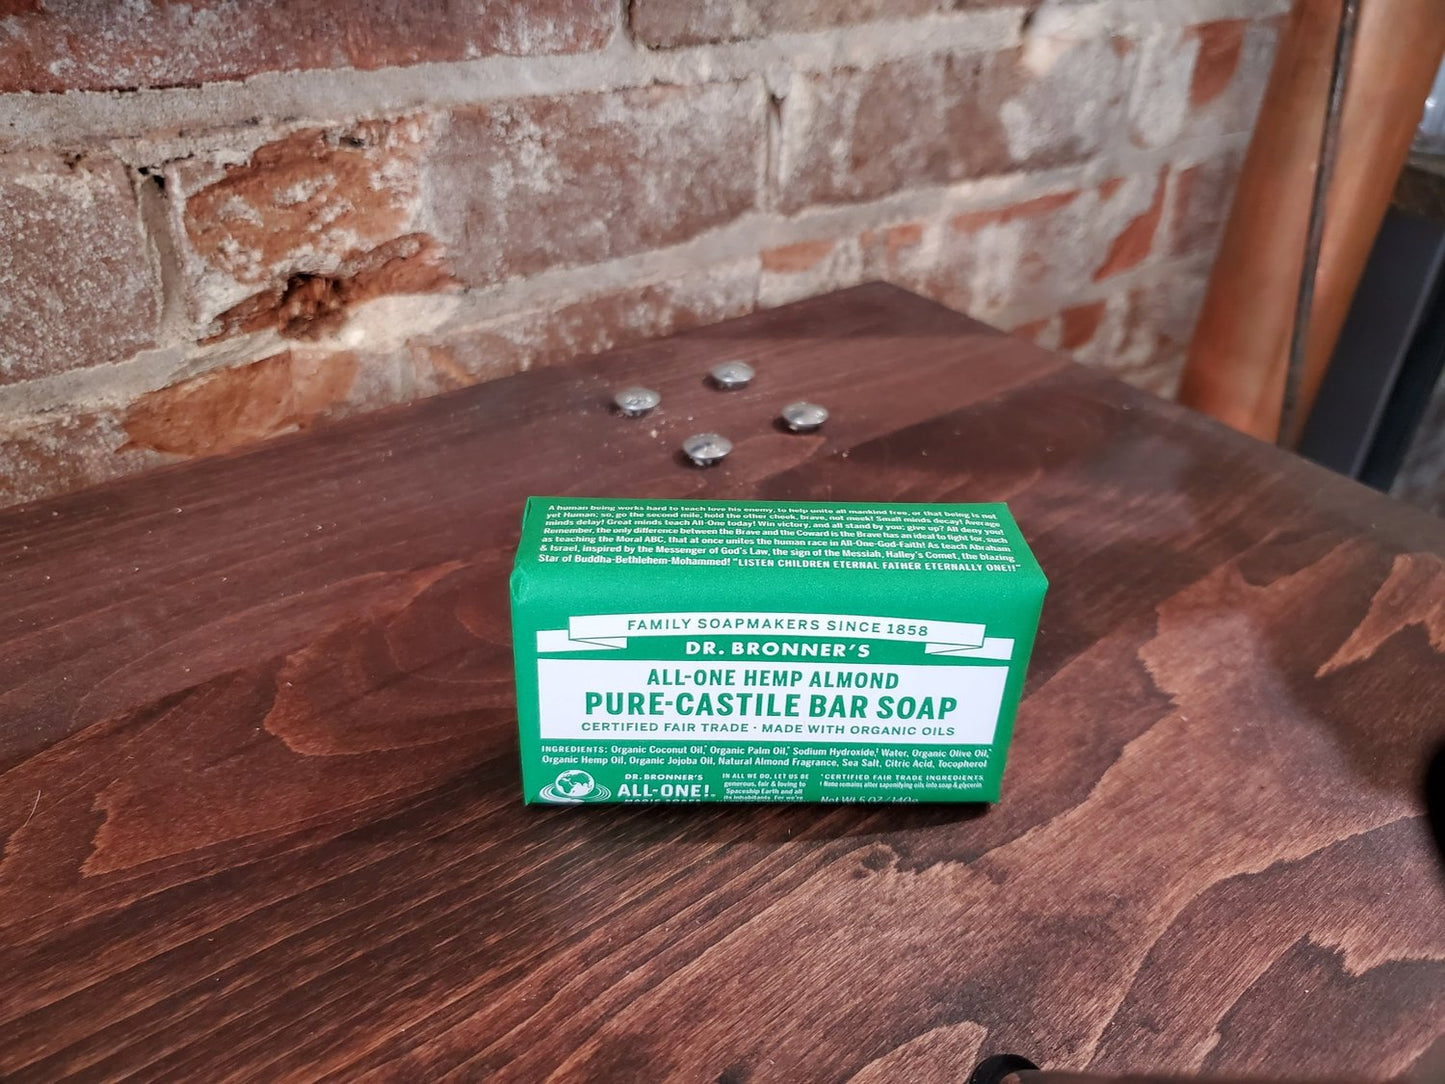 A human being works hard to teach love his enemy, to help unite all mankind free, or that being is not
yet Human; so, go the second mile, hold the other cheek, brave, not meek! Small minds decay! Average
minds delay! Great minds teach All-One today! Win victory, and all stand by you; give up? All deny you!
Remember, the only difference between the Brave and the Coward is the Brave has an ideal to fight for, such
as teaching the Moral ABC, that at once unites the human race in All-One-God-Faith! As teach Abraham
& Israel, inspired by the Messenger of God's Law, the sign of the Messiah, Halley's Comet, the blazing
Star of Buddha-Bethlehem-Mohammed! "LISTEN CHILDREN ETERNAL FATHER ETERNALLY ONE!!"
FAMILY SOAPMAKERS SINCE 1858
DR. BRONNER'S
ALL-ONE HEMP ALMOND
PURE-CASTILE BAR SOAP
CERTIFIED FAIR TRADE · MADE WITH ORGANIC OILS
INGREDIENTS: Organic Coconut Oil,* Organic Palm Oil,* Sodium Hydroxide,† Water, Organic Olive Oil,*
Organic Hemp Oil, Organic Jojoba Oil, Natural Almond Fragrance, Sea Salt, Citric Acid, Tocopherol
DR. BRONNER'S
ALL-ONE!™
IN ALL WE DO, LET US BE
generous, fair & loving to
Spaceship Earth and all
its inhabitants. For we're
*CERTIFIED FAIR TRADE INGREDIENTS
† None remains after saponifying oils into soap & glycerin
Net Wt 5 OZ/140g